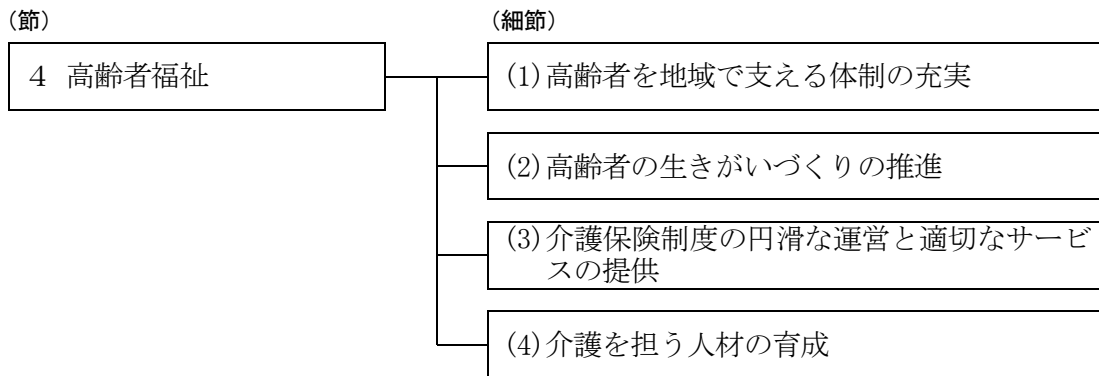 (節)
(細節)
4 高齢者福祉
(1)高齢者を地域で支える体制の充実
(2)高齢者の生きがいづくりの推進
(3)介護保険制度の円滑な運営と適切なサービ
スの提供
(4)介護を担う人材の育成